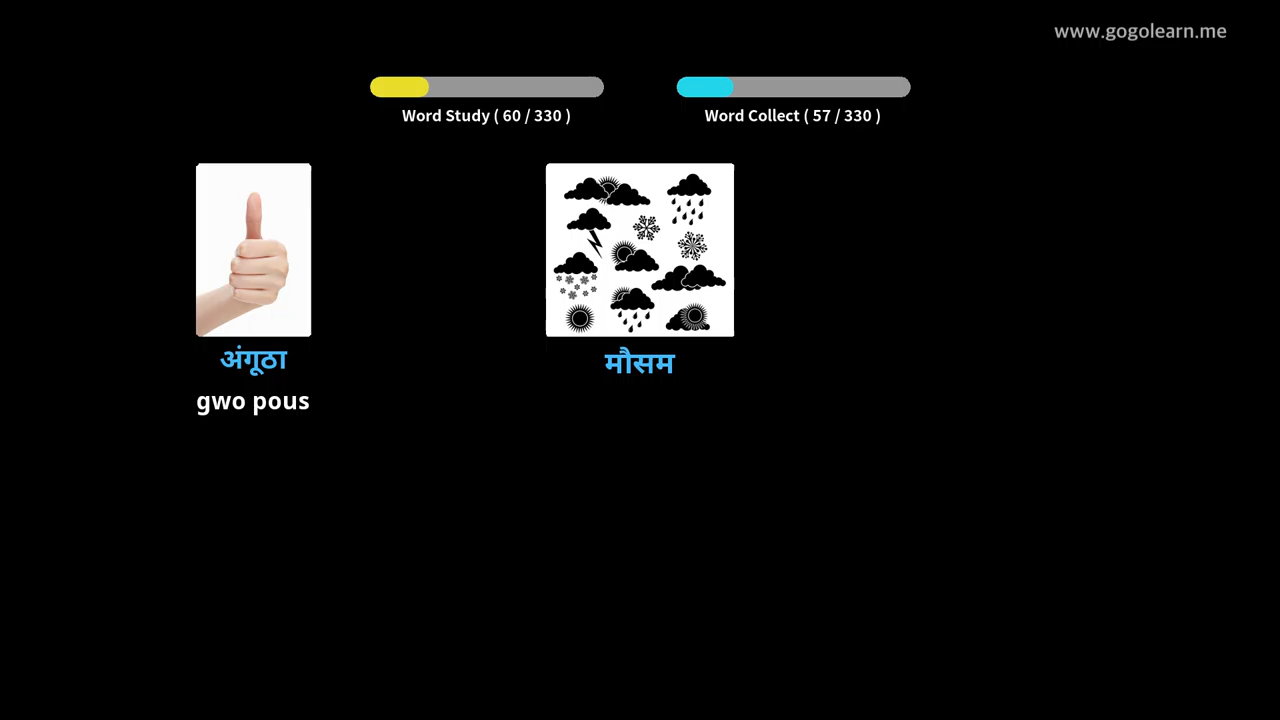 www.gogolearn.me
Word Study ( 60 / 330 )
Word Collect ( 57 / 330 )
अंगूठा
gwo pous
मौसम